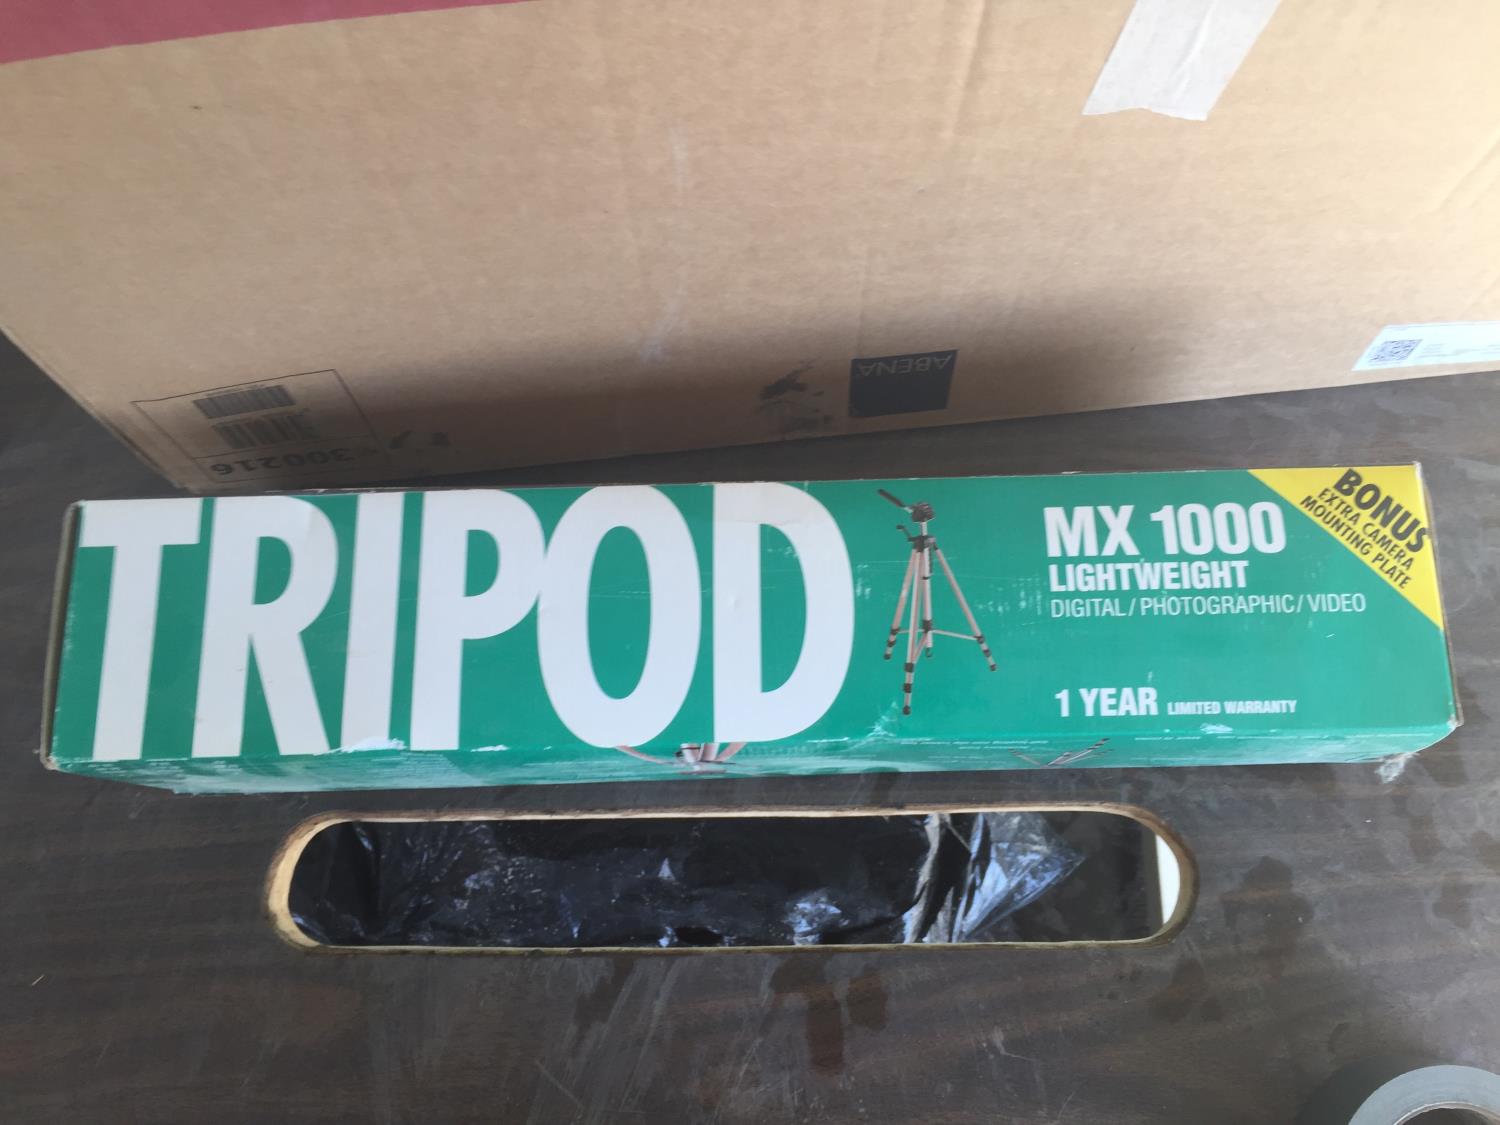 ABENA
300216
TRIPOD
MX 1000
LIGHTWEIGHT
DIGITAL/PHOTOGRAPHIC/VIDEO
1 YEAR LIMITED WARRANTY
BONUS
EXTRA CAMERA
MOUNTING PLATE